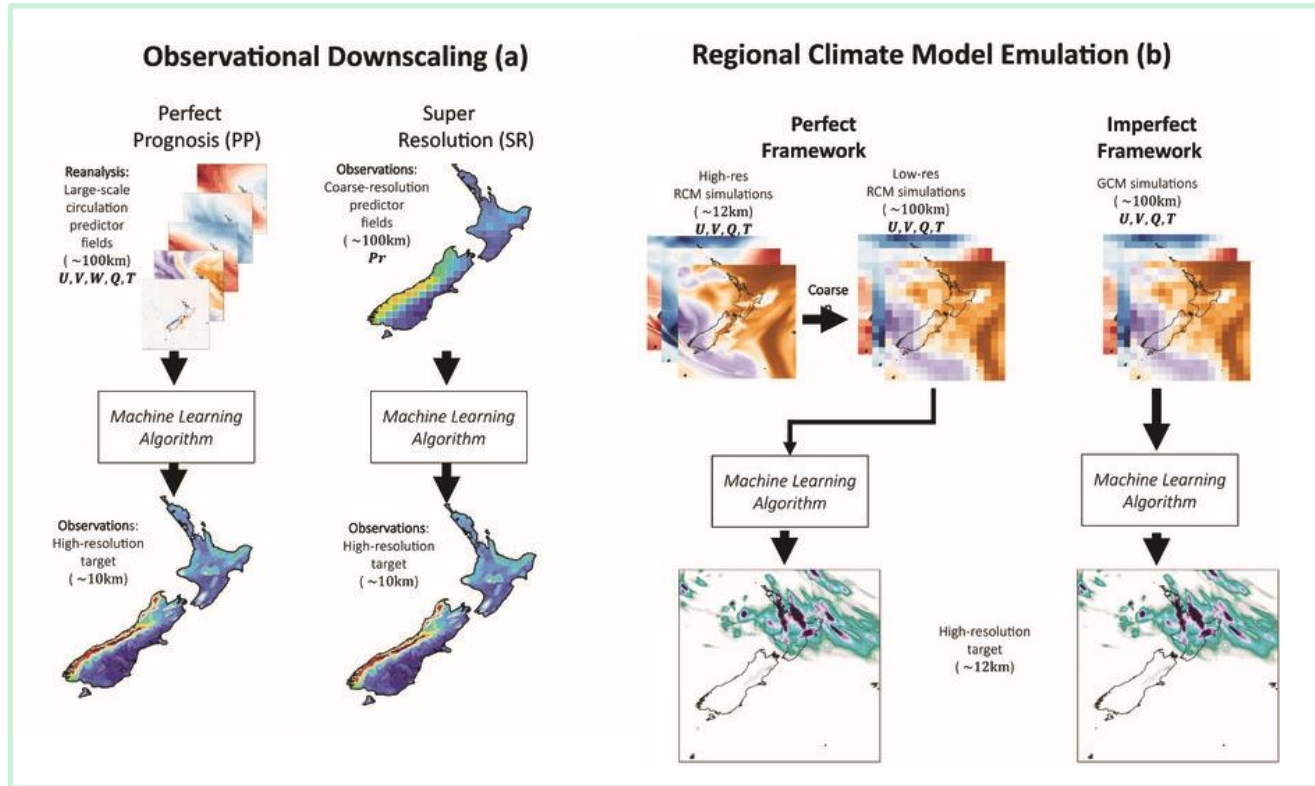 Observational Downscaling (a)
Perfect
Prognosis (PP)
Reanalysis:
Large-scale
circulation
predictor
fields
(~100km)
U, V, W, Q, T
Machine Learning
Algorithm
Observations:
High-resolution
target
(~10km)
Super
Resolution (SR)
Observations:
Coarse-resolution
predictor
fields
(~100km)
Pr
Machine Learning
Algorithm
Observations:
High-resolution
target
(~10km)
Regional Climate Model Emulation (b)
Perfect
Framework
High-res
RCM simulations
(~12km)
U, V, Q, T
Coarse
Low-res
RCM simulations
(~100km)
U, V, Q, T
Machine Learning
Algorithm
Imperfect
Framework
GCM simulations
(~100km)
U, V, Q, T
Machine Learning
Algorithm
High-resolution
target
(~12km)